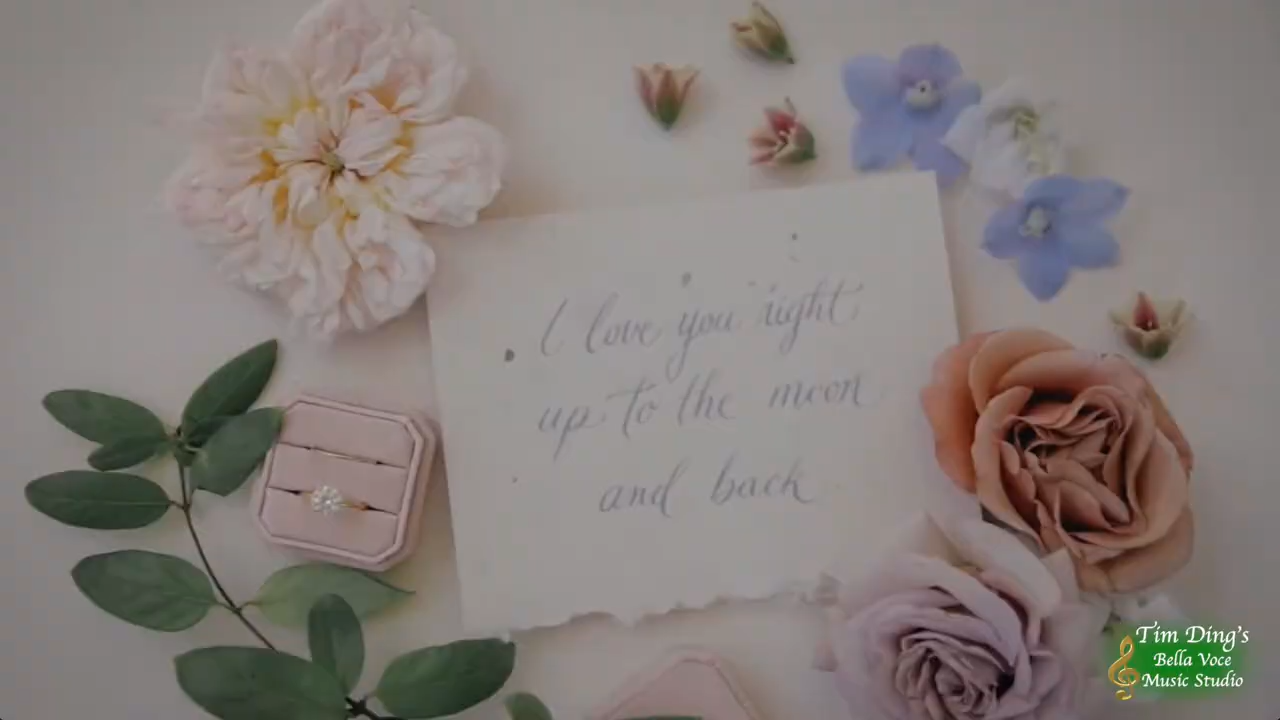 I love you right
up to the moon
and back
Tim Ding's
Bella Voce
Music Studio